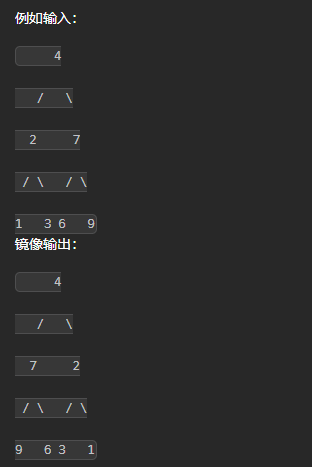 例如输入：
     4
   /   \
  2     7
 / \   / \
1   3 6   9
镜像输出：
     4
   /   \
  7     2
 / \   / \
9   6 3   1